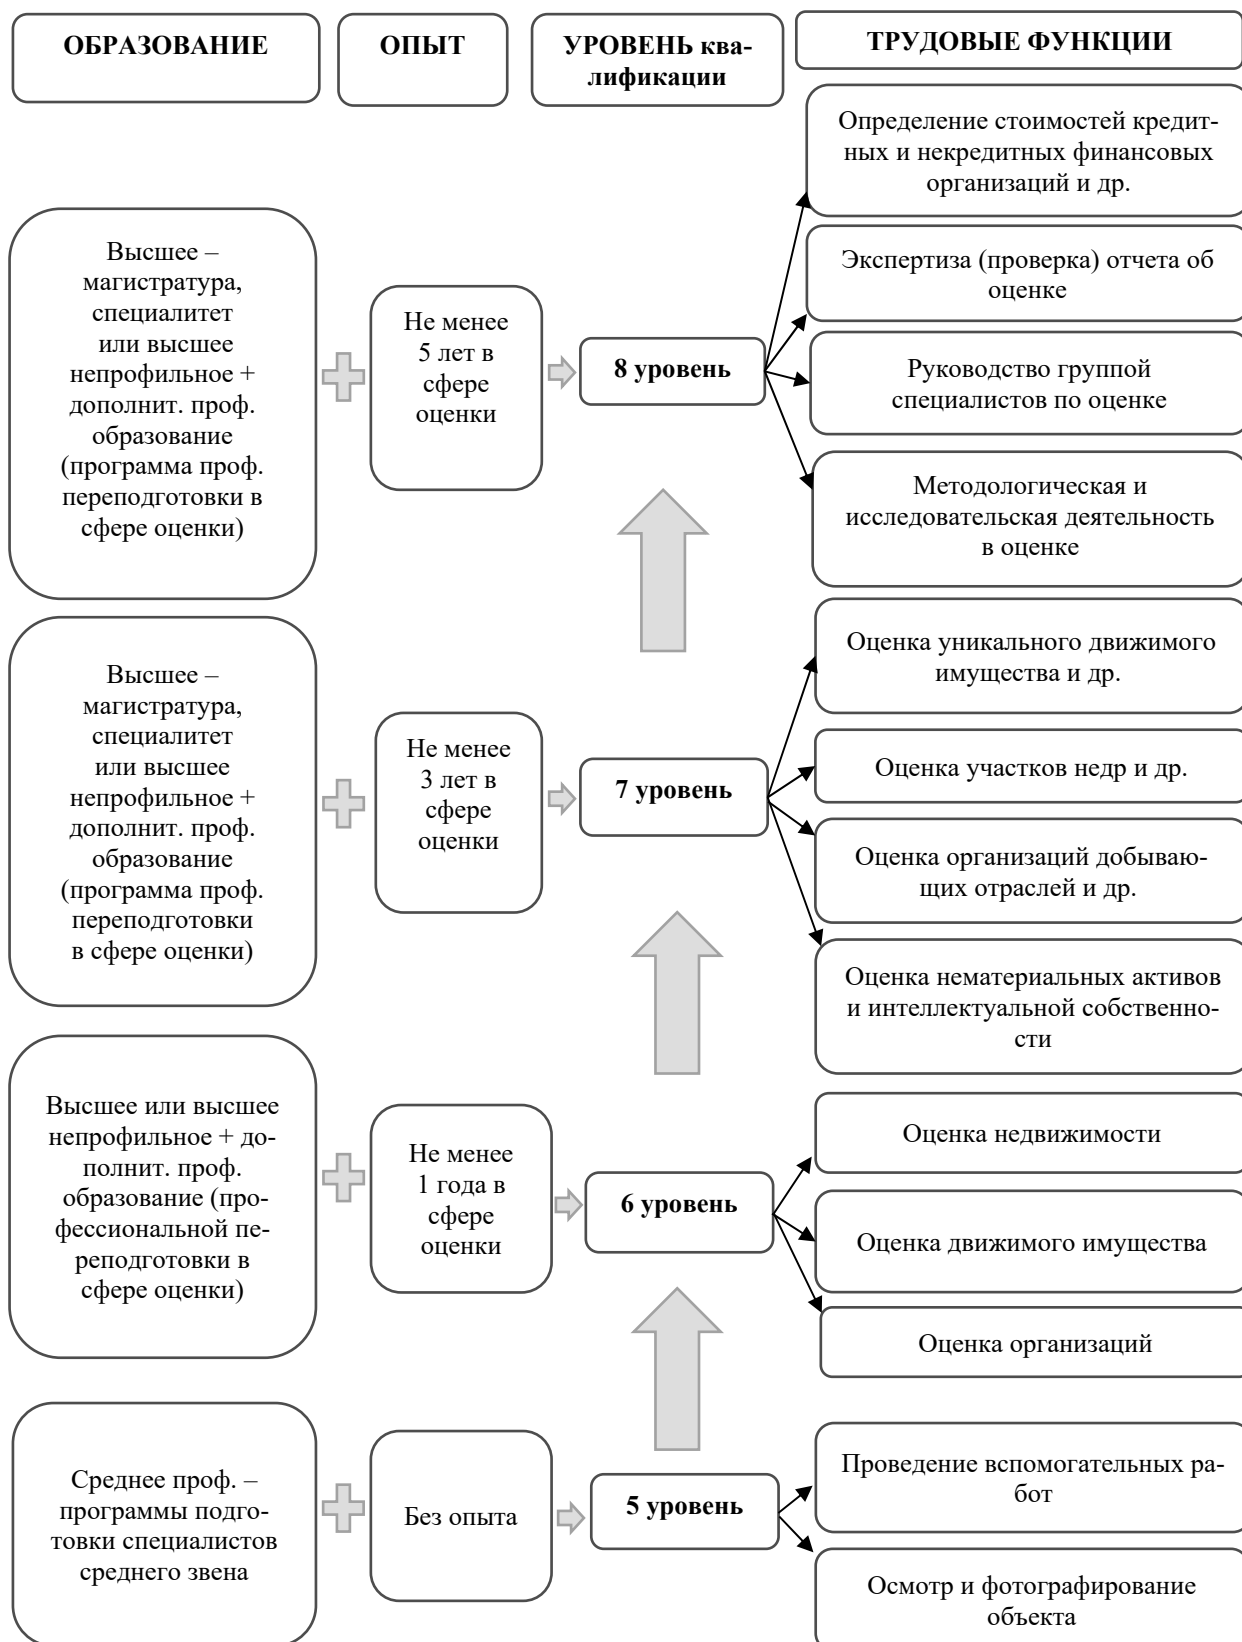 ОБРАЗОВАНИЕ
ОПЫТ
УРОВЕНЬ ква-
лификации
ТРУДОВЫЕ ФУНКЦИИ
Высшее –
магистратура,
специалитет
или высшее
непрофильное +
дополнит. проф.
образование
(программа проф.
переподготовки в
сфере оценки)
Не менее
5 лет в
сфере
оценки
8 уровень
Определение стоимостей кредит-
ных и некредитных финансовых
организаций и др.
Экспертиза (проверка) отчета об
оценке
Руководство группой
специалистов по оценке
Методологическая и
исследовательская деятельность
в оценке
Высшее –
магистратура,
специалитет
или высшее
непрофильное +
дополнит. проф.
образование
(программа проф.
переподготовки
в сфере оценки)
Не менее
3 лет в
сфере
оценки
7 уровень
Оценка уникального движимого
имущества и др.
Оценка участков недр и др.
Оценка организаций добываю-
щих отраслей и др.
Оценка нематериальных активов
и интеллектуальной собственно-
сти
Высшее или высшее
непрофильное + до-
полнит. проф.
образование (про-
фессиональной пе-
реподготовки в
сфере оценки)
Не менее
1 года в
сфере
оценки
6 уровень
Оценка недвижимости
Оценка движимого имущества
Оценка организаций
Среднее проф. –
программы подго-
товки специалистов
среднего звена
Без опыта
5 уровень
Проведение вспомогательных ра-
бот
Осмотр и фотографирование
объекта